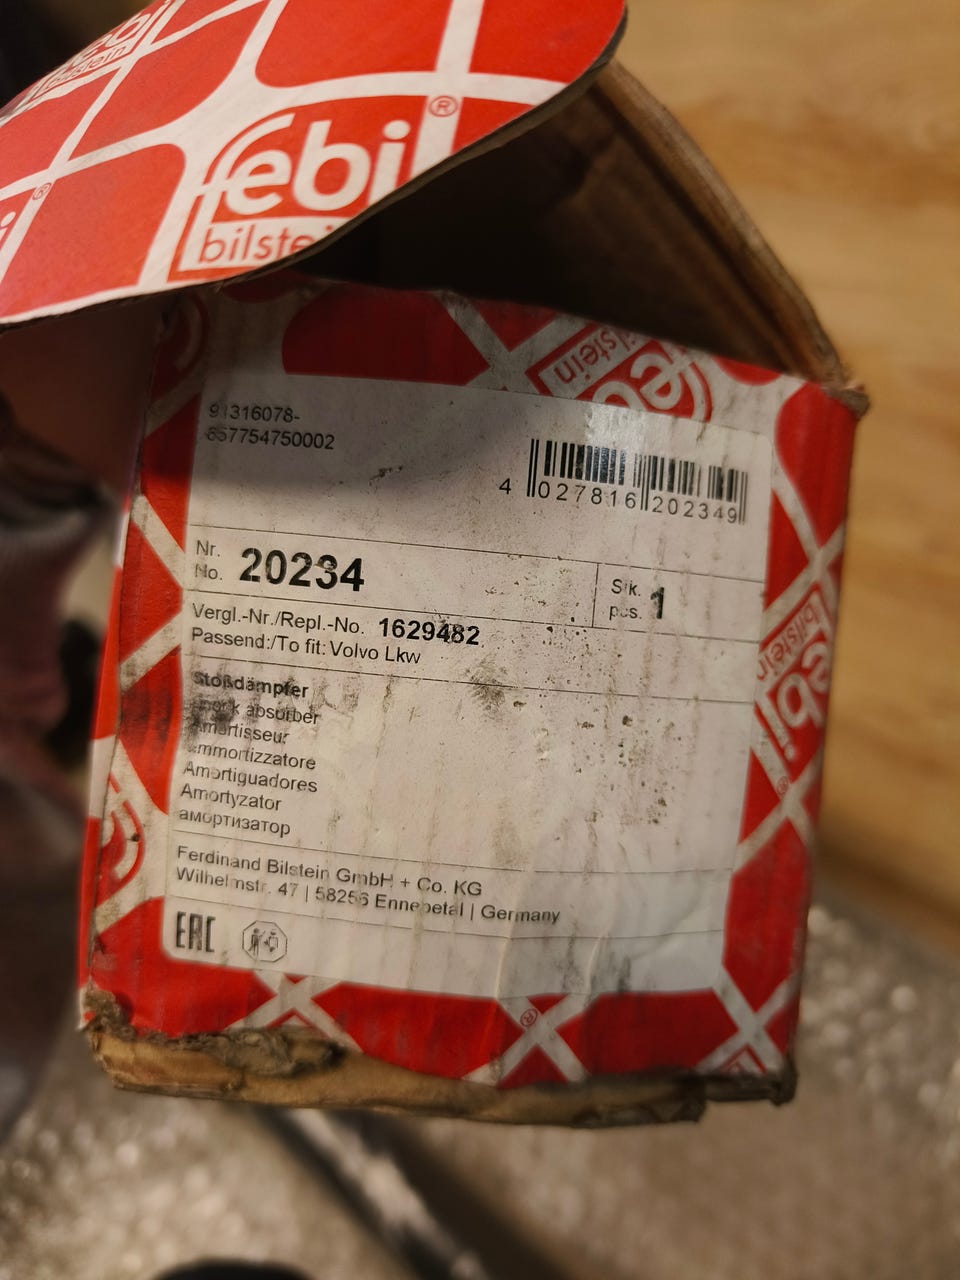 febi®
bilstein
91316078-
657754750002
4 027816 202349
Nr.
No. 20234
Stk.
pcs. 1
Vergl.-Nr./Repl.-No. 1629482
Passend:/To fit: Volvo Lkw
Stoßdämpfer
shock absorber
Amortisseur
Ammortizzatore
Amortiguadores
Amortyzator
амортизатор
Ferdinand Bilstein GmbH + Co. KG
Wilhelmstr. 47 | 58256 Ennepetal | Germany
EAC